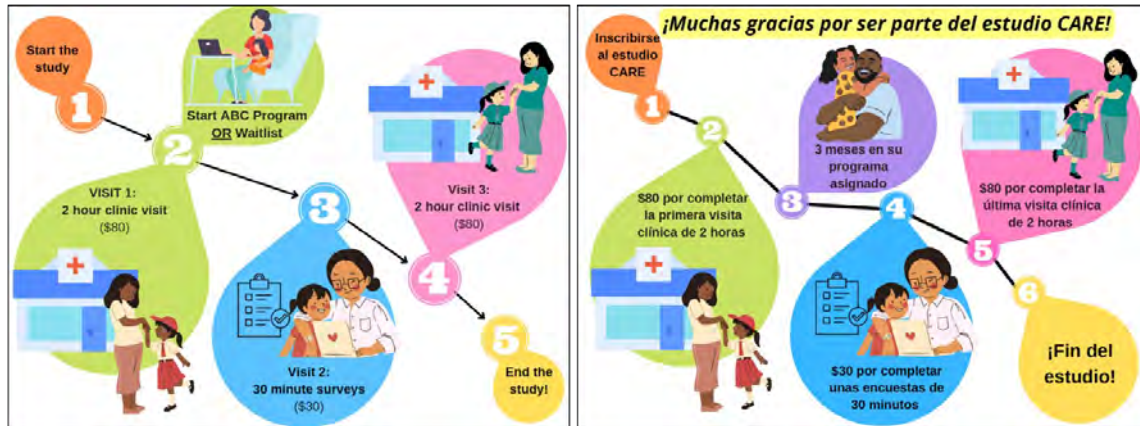 Start the
study
1
2
Start ABC Program
OR Waitlist
VISIT 1:
2 hour clinic visit
($80)
3
Visit 2:
30 minute surveys
($30)
Visit 3:
2 hour clinic visit
($80)
4
5
End the
study!
¡Muchas gracias por ser parte del estudio CARE!
Inscribirse
al estudio
CARE
1
2
$80 por completar
la primera visita
clínica de 2 horas
3 meses en su
programa
asignado
3
4
$30 por completar
unas encuestas de
30 minutos
$80 por completar la
última visita clínica
de 2 horas
5
6
¡Fin del
estudio!